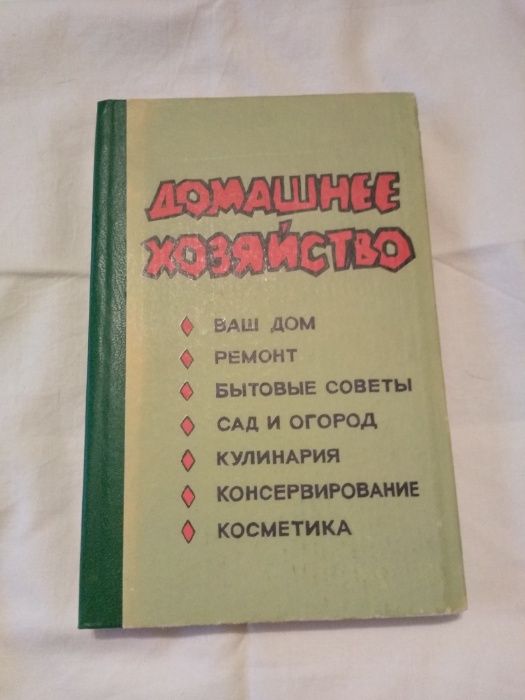 ДОМАШНЕЕ
ХОЗЯЙСТВО
ВАШ ДОМ
РЕМОНТ
БЫТОВЫЕ СОВЕТЫ
САД И ОГОРОД
КУЛИНАРИЯ
КОНСЕРВИРОВАНИЕ
КОСМЕТИКА